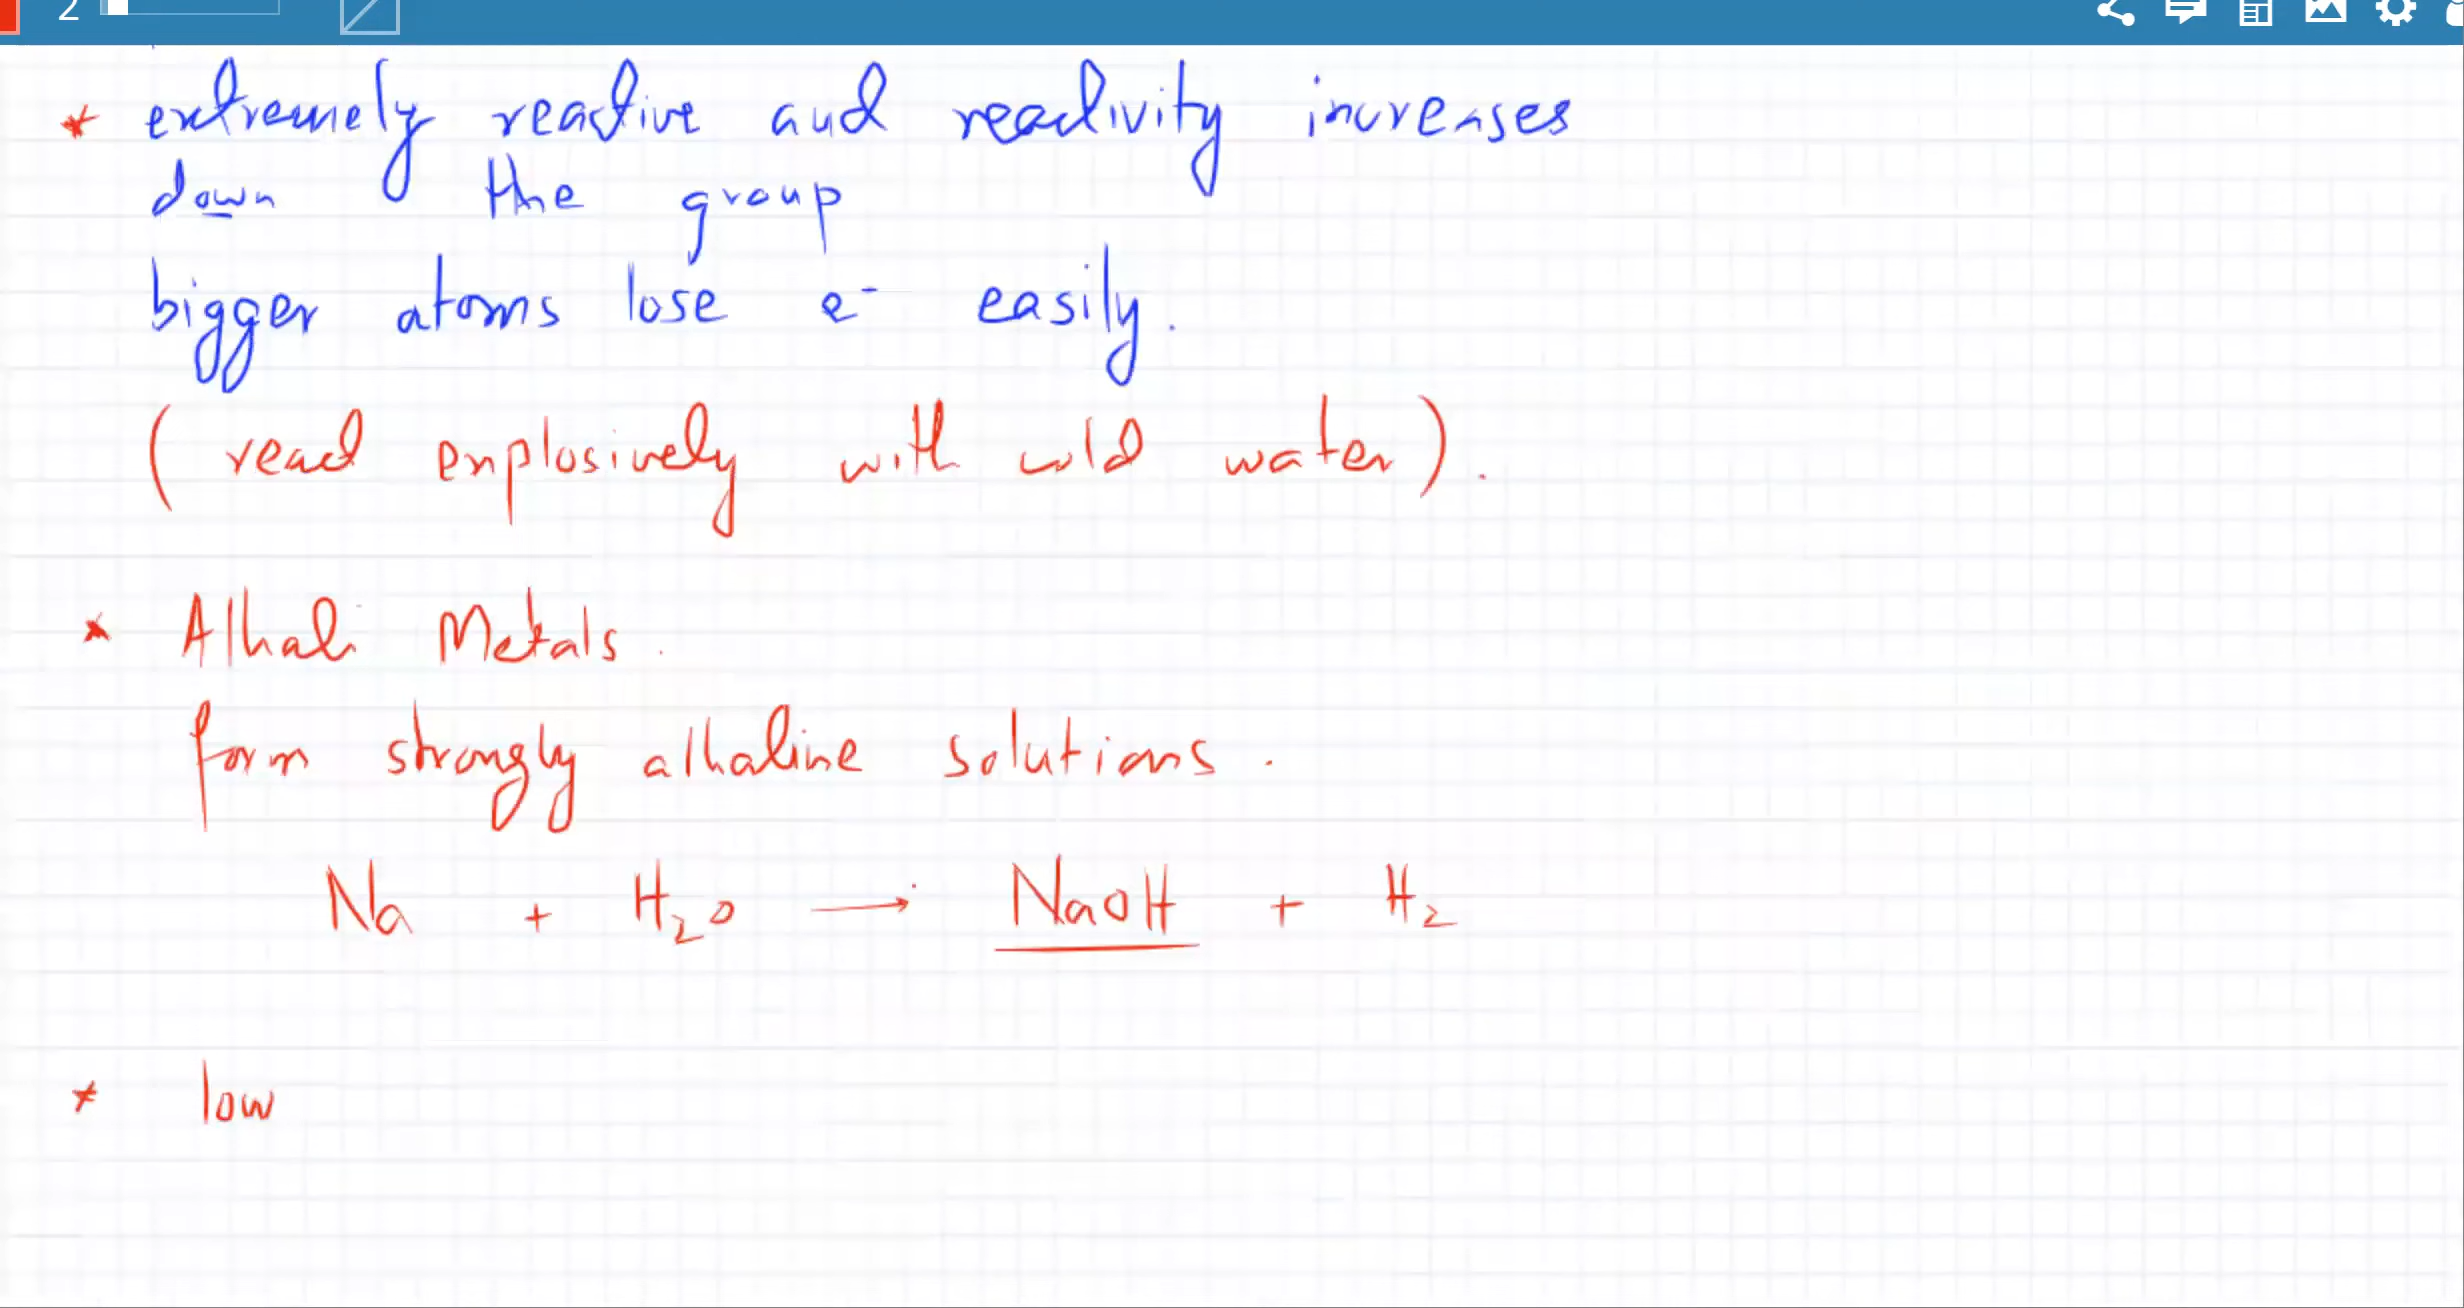 2
* extremely reactive and reactivity increases
down the group
bigger atoms lose e⁻ easily.
( react explosively with cold water ).
* Alkali Metals.
form strongly alkaline solutions.
Na + H₂O → NaOH + H₂
* low